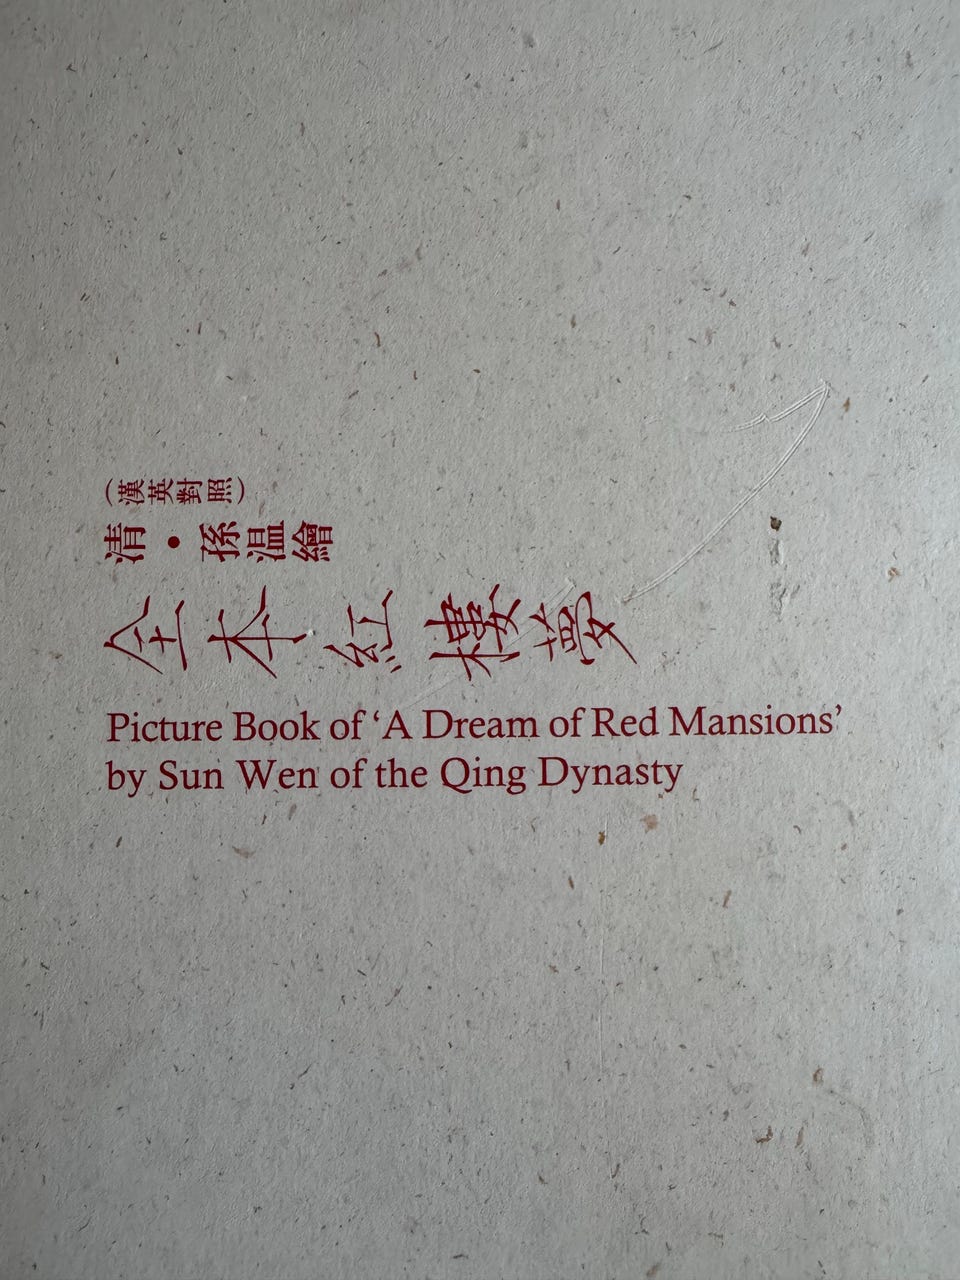 （漢英對照）
清·孫温繪
全本紅樓夢
Picture Book of ‘A Dream of Red Mansions’
by Sun Wen of the Qing Dynasty